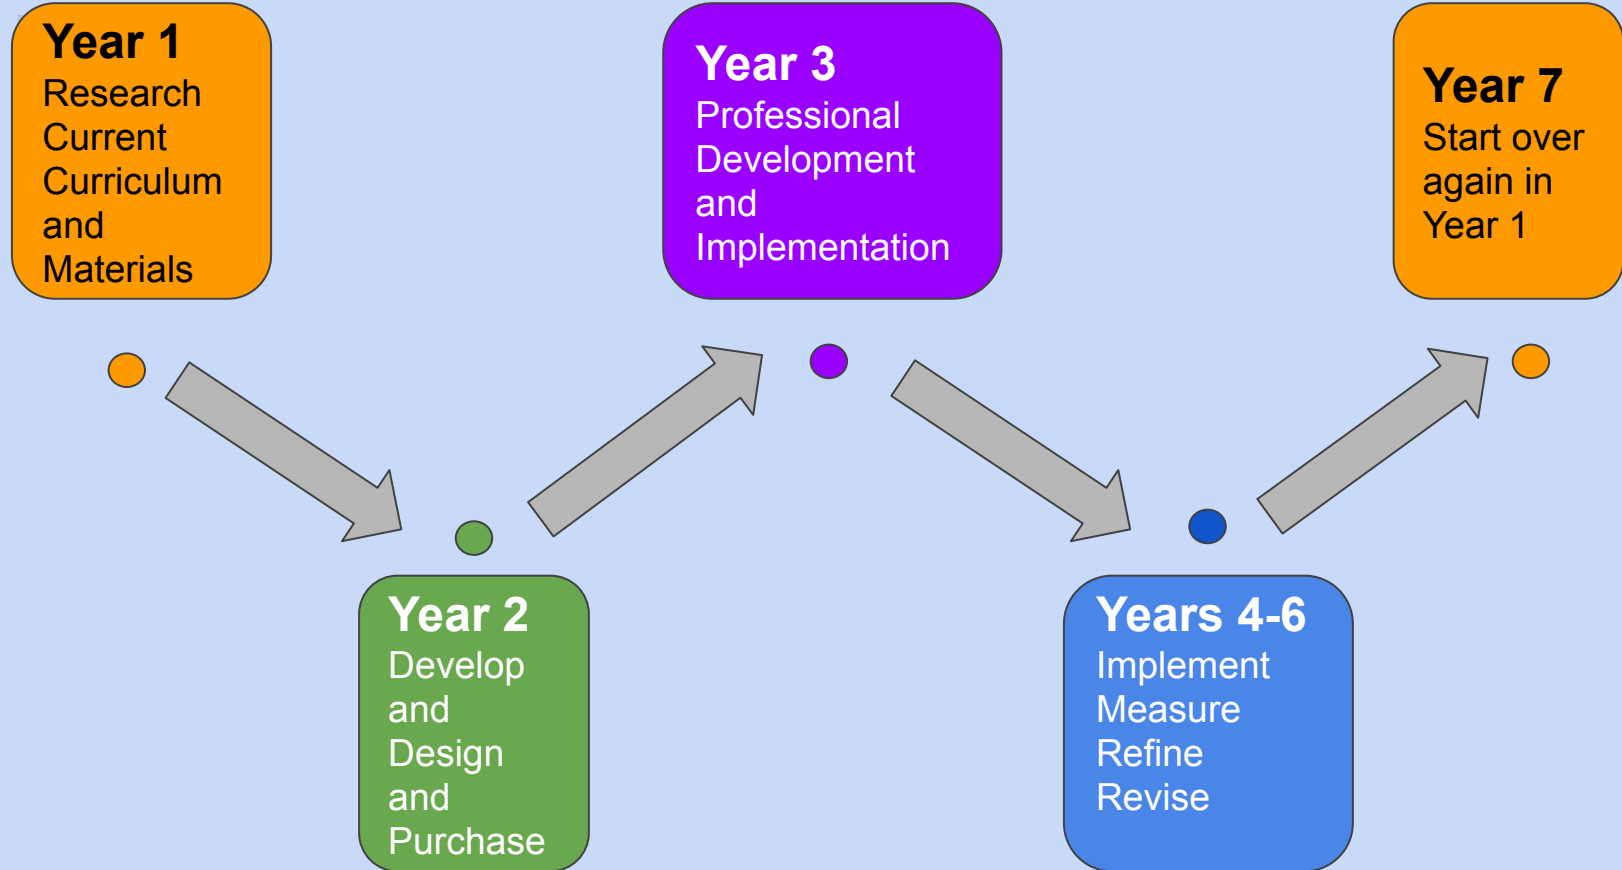 Year 1
Research
Current
Curriculum
and
Materials
Year 2
Develop
and
Design
and
Purchase
Year 3
Professional
Development
and
Implementation
Years 4-6
Implement
Measure
Refine
Revise
Year 7
Start over
again in
Year 1